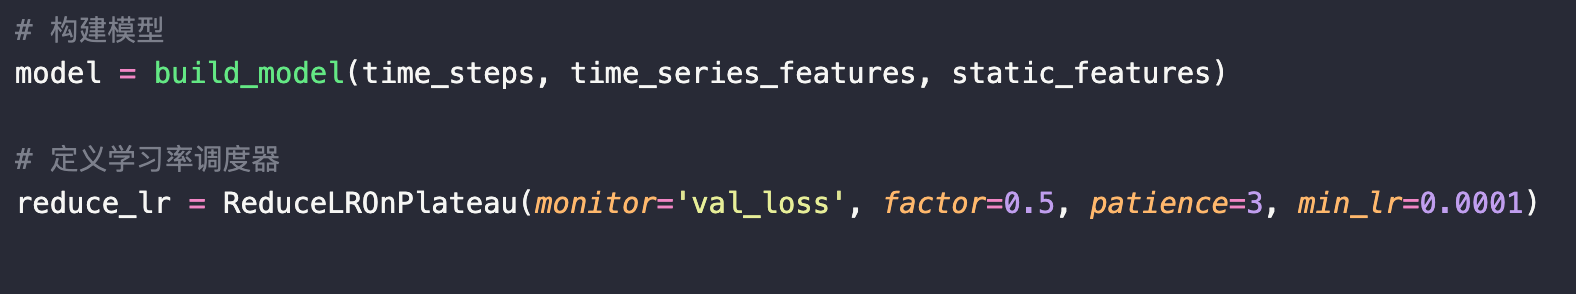 # 构建模型
model = build_model(time_steps, time_series_features, static_features)
# 定义学习率调度器
reduce_lr = ReduceLROnPlateau(monitor='val_loss', factor=0.5, patience=3, min_lr=0.0001)